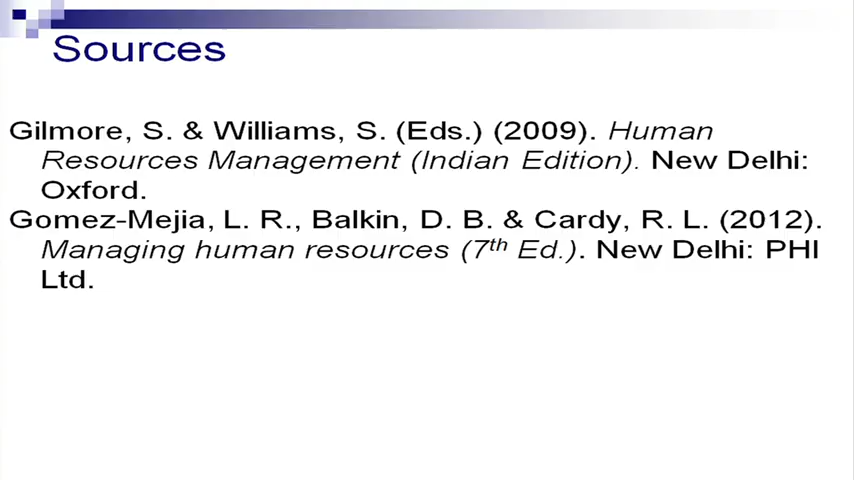 Sources
Gilmore, S. & Williams, S. (Eds.) (2009). Human
Resources Management (Indian Edition). New Delhi:
Oxford.
Gomez-Mejia, L. R., Balkin, D. B. & Cardy, R. L. (2012).
Managing human resources (7th Ed.). New Delhi: PHI
Ltd.